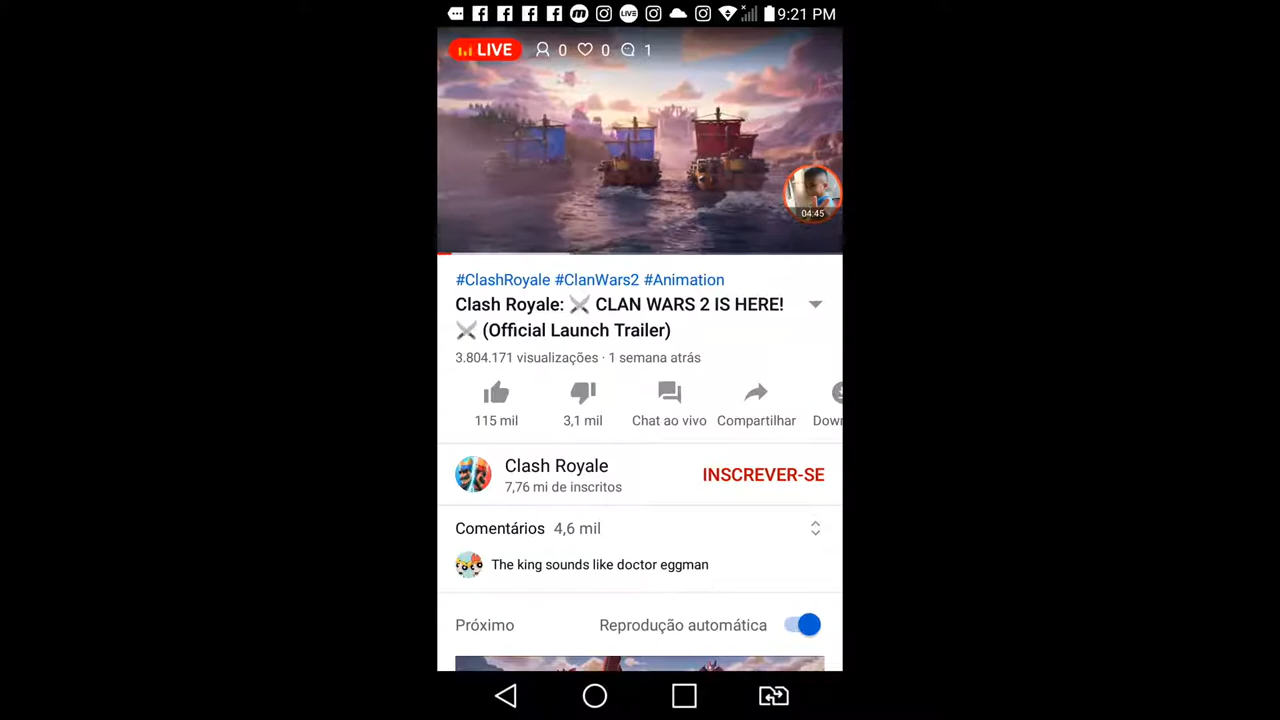 LIVE 9:21 PM
LIVE 0 0 1
04:45
#ClashRoyale #ClanWars2 #Animation
Clash Royale: ⚔ CLAN WARS 2 IS HERE!
⚔ (Official Launch Trailer)
3.804.171 visualizações · 1 semana atrás
115 mil 3,1 mil Chat ao vivo Compartilhar Down
Clash Royale
INSCREVER-SE
7,76 mi de inscritos
Comentários 4,6 mil
The king sounds like doctor eggman
Próximo Reprodução automática